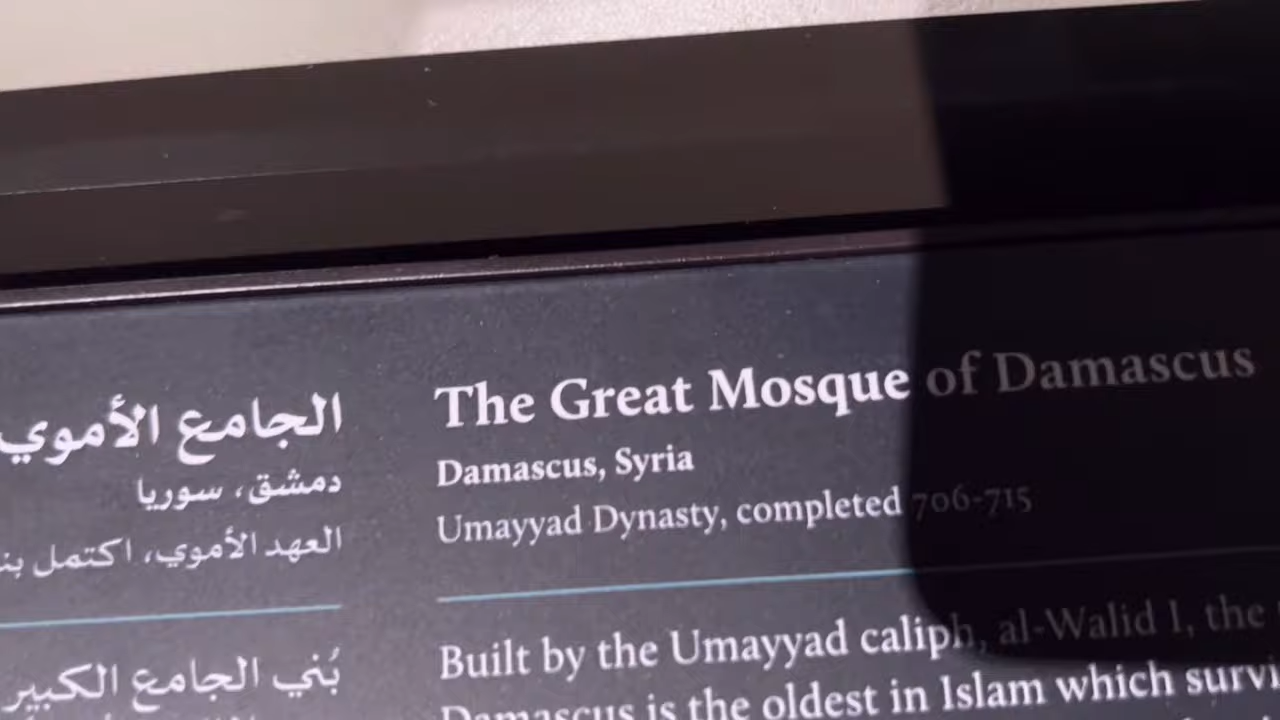 The Great Mosque of Damascus
Damascus, Syria
Umayyad Dynasty, completed 706-715
Built by the Umayyad caliph, al-Walid I, the
Damascus is the oldest in Islam which
الجامع الأموي
دمشق، سوريا
العهد الأموي، اكتمل
بُني الجامع الكبير